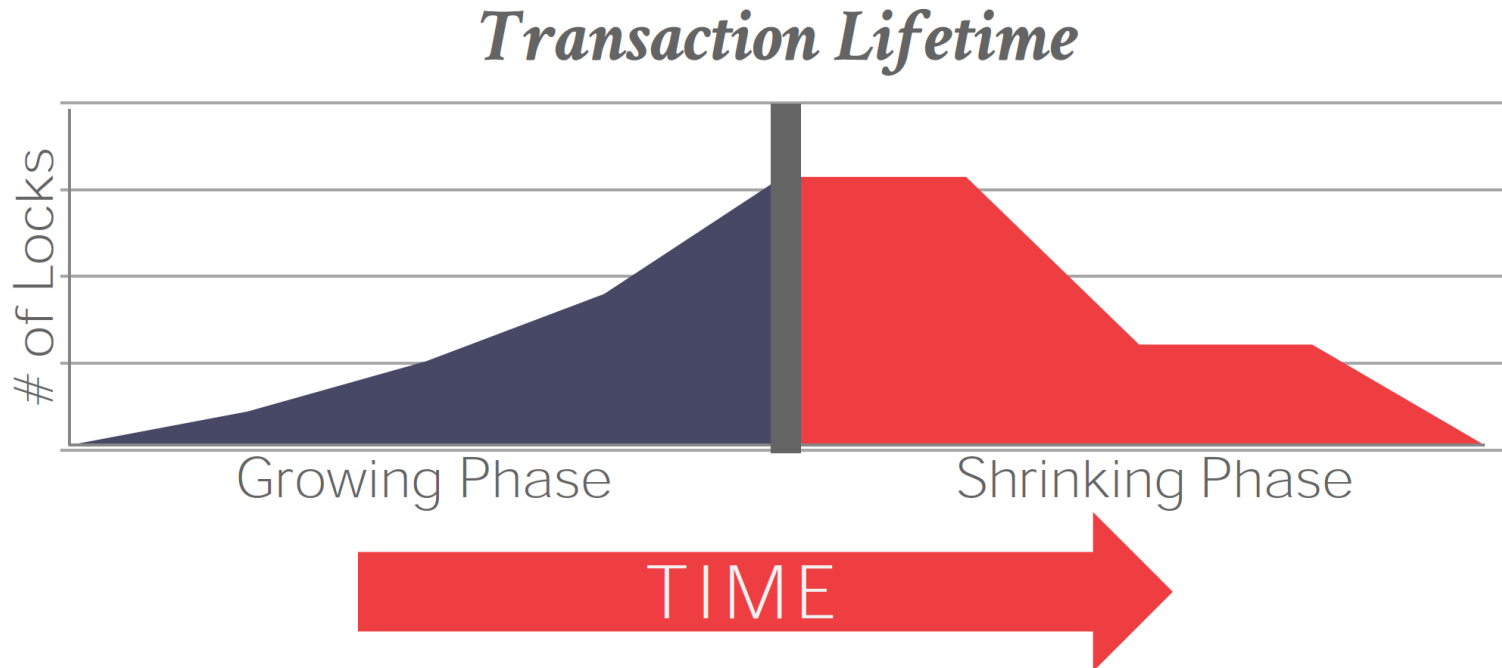 Transaction Lifetime
# of Locks
Growing Phase
Shrinking Phase
TIME